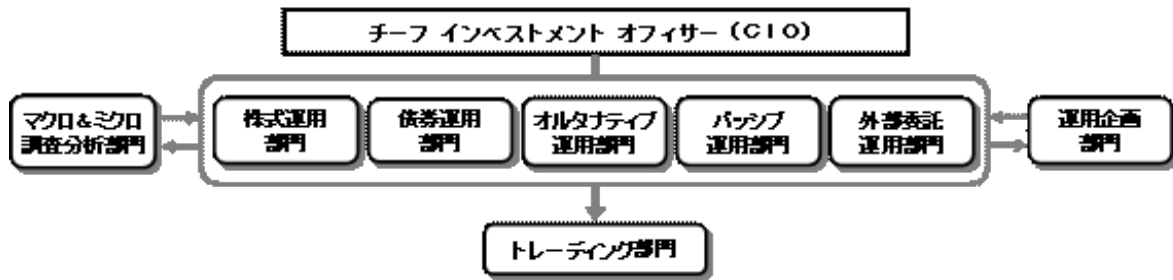 チーフ インベストメント オフィサー（CIO）
マクロ＆ミクロ
調査分析部門
株式運用
部門
債券運用
部門
オルタナティブ
運用部門
パッシブ
運用部門
外部委託
運用部門
運用企画
部門
トレーディング部門